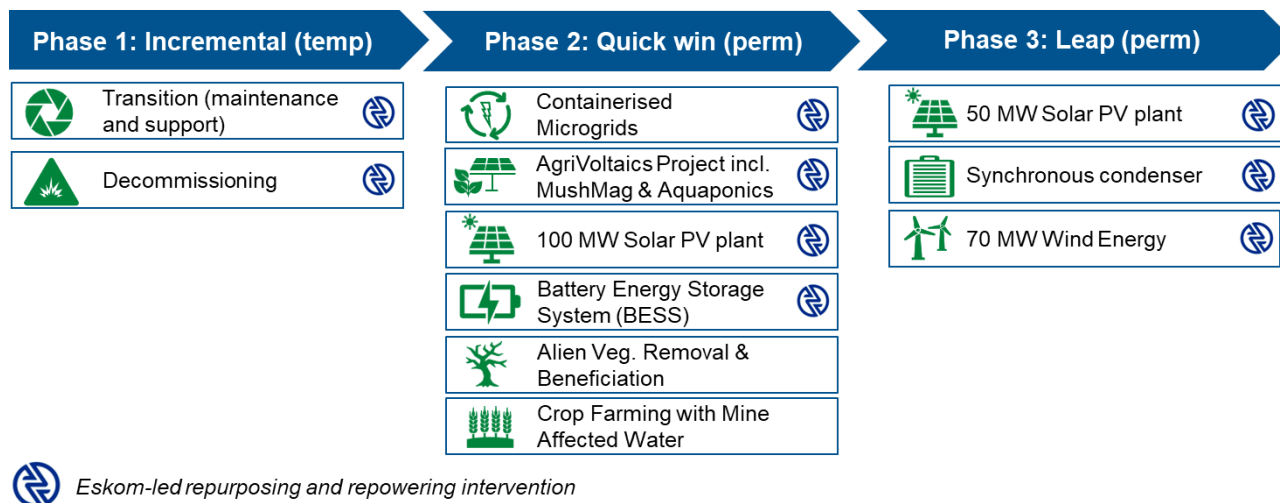 Phase 1: Incremental (temp)
Transition (maintenance
and support)
Decommissioning
Phase 2: Quick win (perm)
Containerised
Microgrids
AgriVoltaics Project incl.
MushMag & Aquaponics
100 MW Solar PV plant
Battery Energy Storage
System (BESS)
Alien Veg. Removal &
Beneficiation
Crop Farming with Mine
Affected Water
Phase 3: Leap (perm)
50 MW Solar PV plant
Synchronous condenser
70 MW Wind Energy
Eskom-led repurposing and repowering intervention